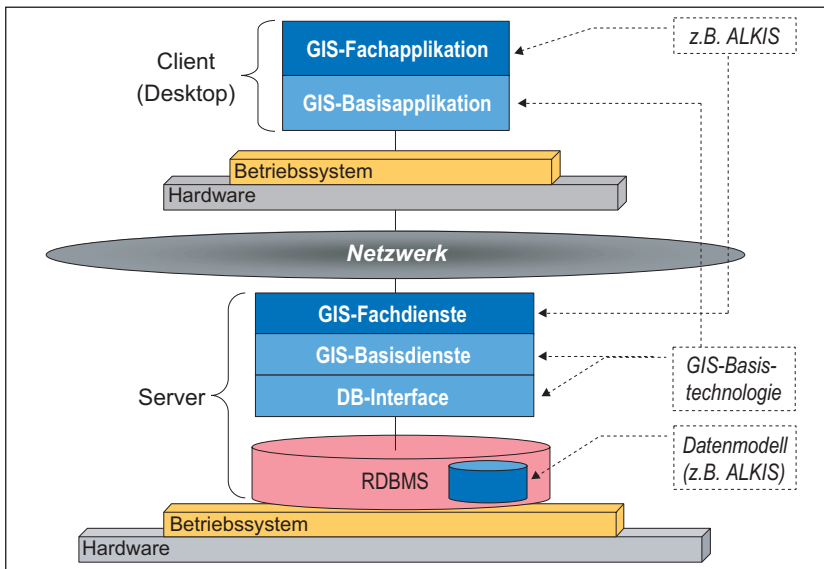 Client
(Desktop)
GIS-Fachapplikation
GIS-Basisapplikation
z.B. ALKIS
Betriebssystem
Hardware
Netzwerk
Server
GIS-Fachdienste
GIS-Basisdienste
DB-Interface
GIS-Basis-
technologie
RDBMS
Datenmodell
(z.B. ALKIS)
Betriebssystem
Hardware